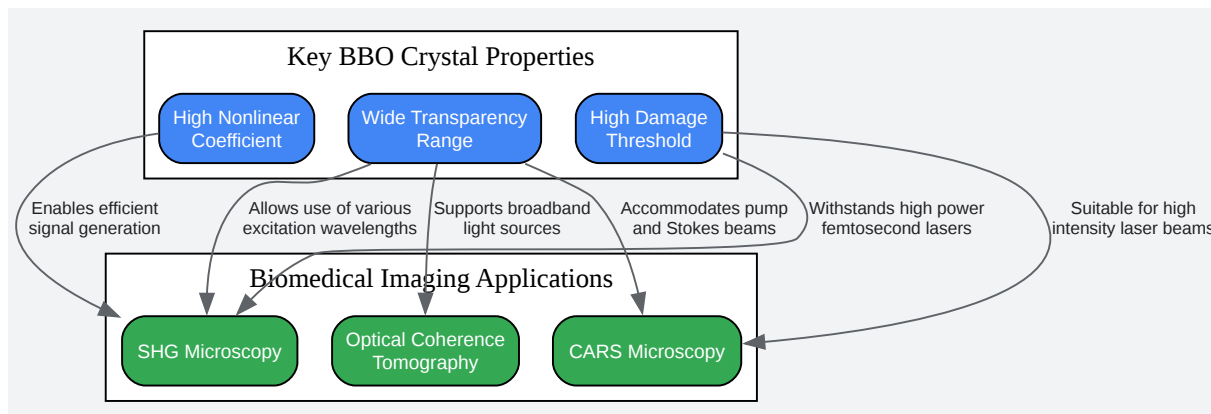 Key BBO Crystal Properties
High Nonlinear
Coefficient
Wide Transparency
Range
High Damage
Threshold
Enables efficient
signal generation
Allows use of various
excitation wavelengths
Supports broadband
light sources
Accommodates pump
and Stokes beams
Withstands high power
femtosecond lasers
Suitable for high
intensity laser beams
Biomedical Imaging Applications
SHG Microscopy
Optical Coherence
Tomography
CARS Microscopy